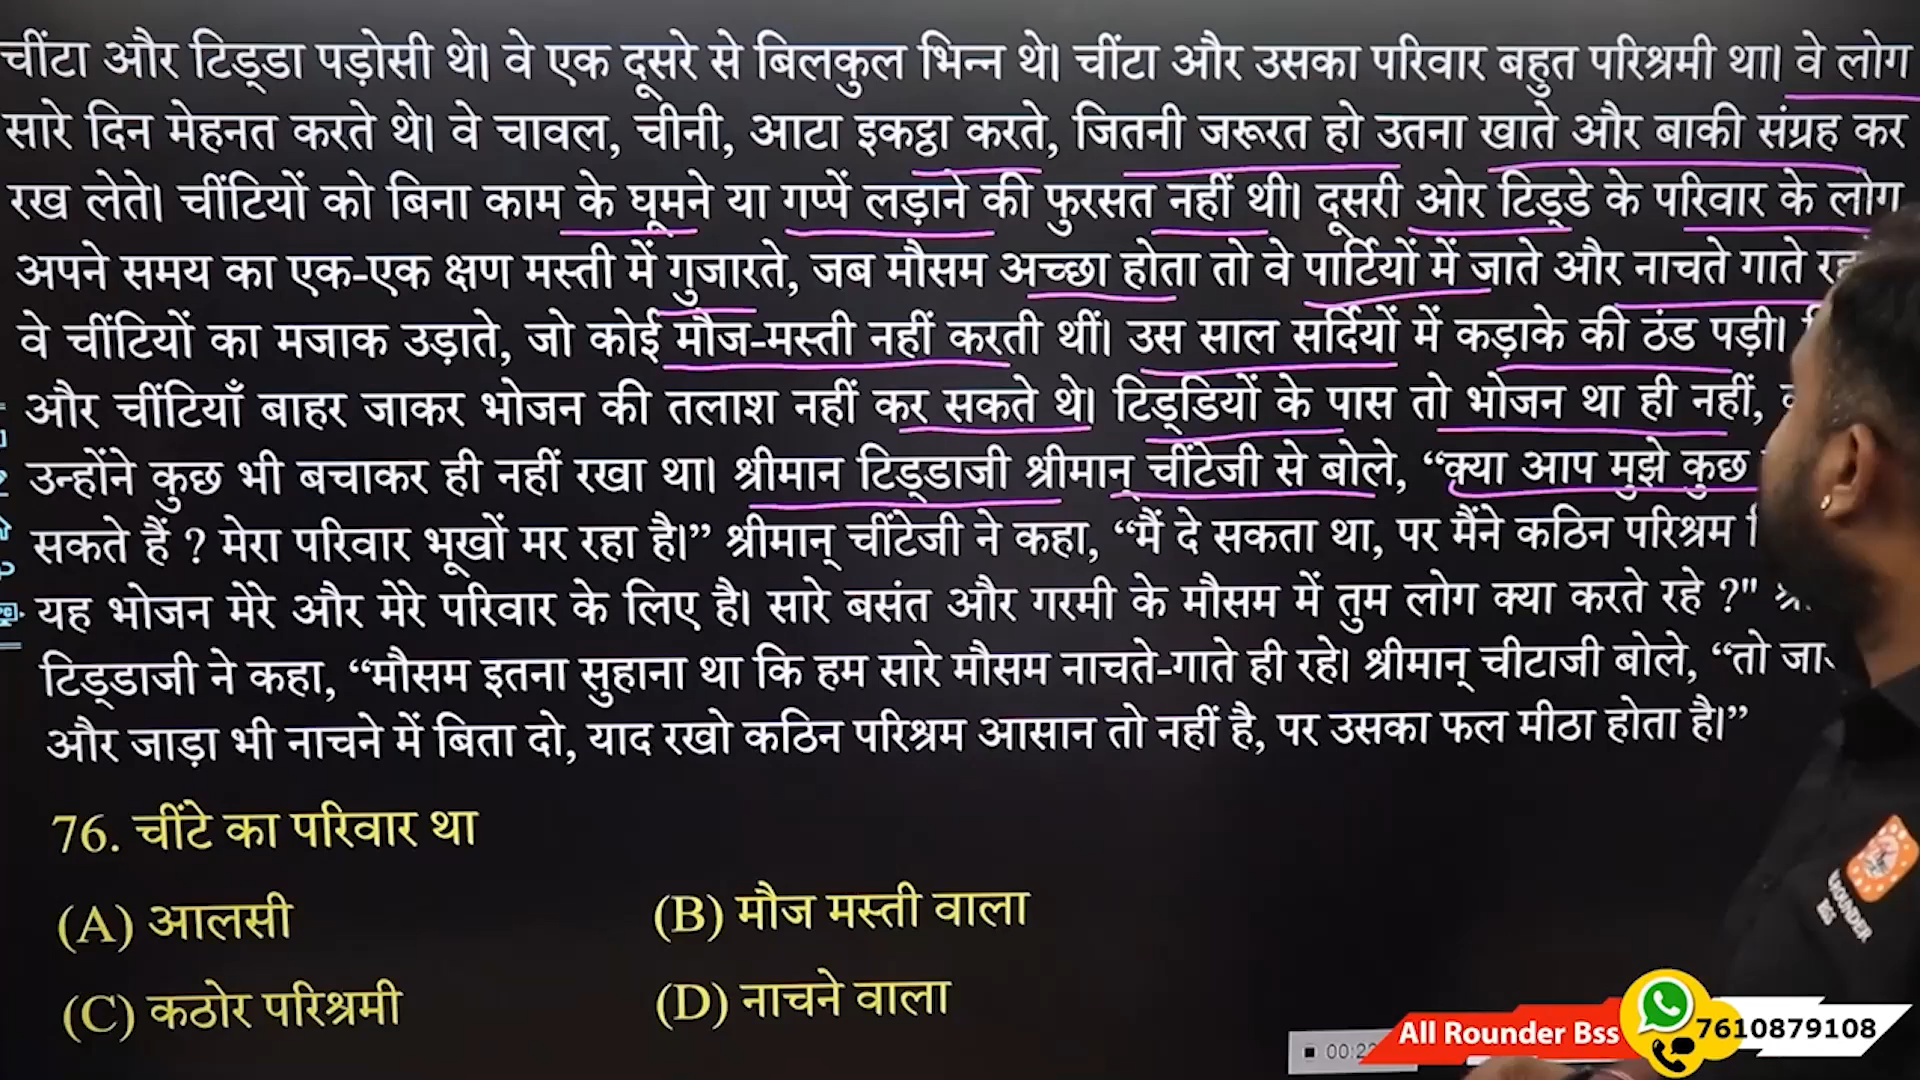 चींटा और टिड्डा पड़ोसी थे। वे एक दूसरे से बिलकुल भिन्न थे। चींटा और उसका परिवार बहुत परिश्रमी था। वे लोग
सारे दिन मेहनत करते थे। वे चावल, चीनी, आटा इकट्ठा करते, जितनी जरूरत हो उतना खाते और बाकी संग्रह कर
रख लेते। चींटियों को बिना काम के घूमने या गप्पें लड़ाने की फुरसत नहीं थी। दूसरी ओर टिड्डे के परिवार के लोग
अपने समय का एक-एक क्षण मस्ती में गुजारते, जब मौसम अच्छा होता तो वे पार्टियों में जाते और नाचते गाते
वे चींटियों का मजाक उड़ाते, जो कोई मौज-मस्ती नहीं करती थीं। उस साल सर्दियों में कड़ाके की ठंड पड़ी।
और चींटियाँ बाहर जाकर भोजन की तलाश नहीं कर सकते थे। टिड्डियों के पास तो भोजन था ही नहीं,
उन्होंने कुछ भी बचाकर ही नहीं रखा था। श्रीमान टिड्डाजी श्रीमान् चींटेजी से बोले, “क्या आप मुझे कुछ
सकते हैं ? मेरा परिवार भूखों मर रहा है।” श्रीमान् चींटेजी ने कहा, “मैं दे सकता था, पर मैंने कठिन परिश्रम
यह भोजन मेरे और मेरे परिवार के लिए है। सारे बसंत और गरमी के मौसम में तुम लोग क्या करते रहे ?"
टिड्डाजी ने कहा, “मौसम इतना सुहाना था कि हम सारे मौसम नाचते-गाते ही रहे। श्रीमान् चीटाजी बोले, “तो
और जाड़ा भी नाचने में बिता दो, याद रखो कठिन परिश्रम आसान तो नहीं है, पर उसका फल मीठा होता है।”
76. चींटे का परिवार था
(A) आलसी
(B) मौज मस्ती वाला
(C) कठोर परिश्रमी
(D) नाचने वाला
ROUNDER
BSS
All Rounder Bss
7610879108